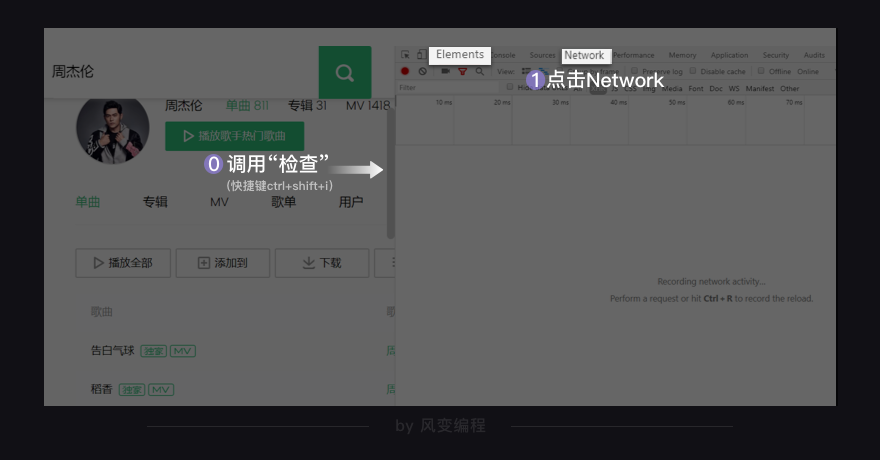 周杰伦
周杰伦 单曲 811 专辑 31 MV 1418
播放歌手热门歌曲
0 调用“检查”
(快捷键ctrl+shift+i)
单曲 专辑 MV 歌单 用户
播放全部 添加到 下载
歌曲
告白气球 独家 MV
稻香 独家 MV
Elements Console Sources Network Performance Memory Application Security Audits
1 点击Network
View: log Disable cache Offline Online
Filter Media Font Doc WS Manifest Other
10 ms 20 ms 30 ms 40 ms 50 ms 60 ms 70 ms
Recording network activity...
Perform a request or hit Ctrl + R to record the reload.
by 风变编程